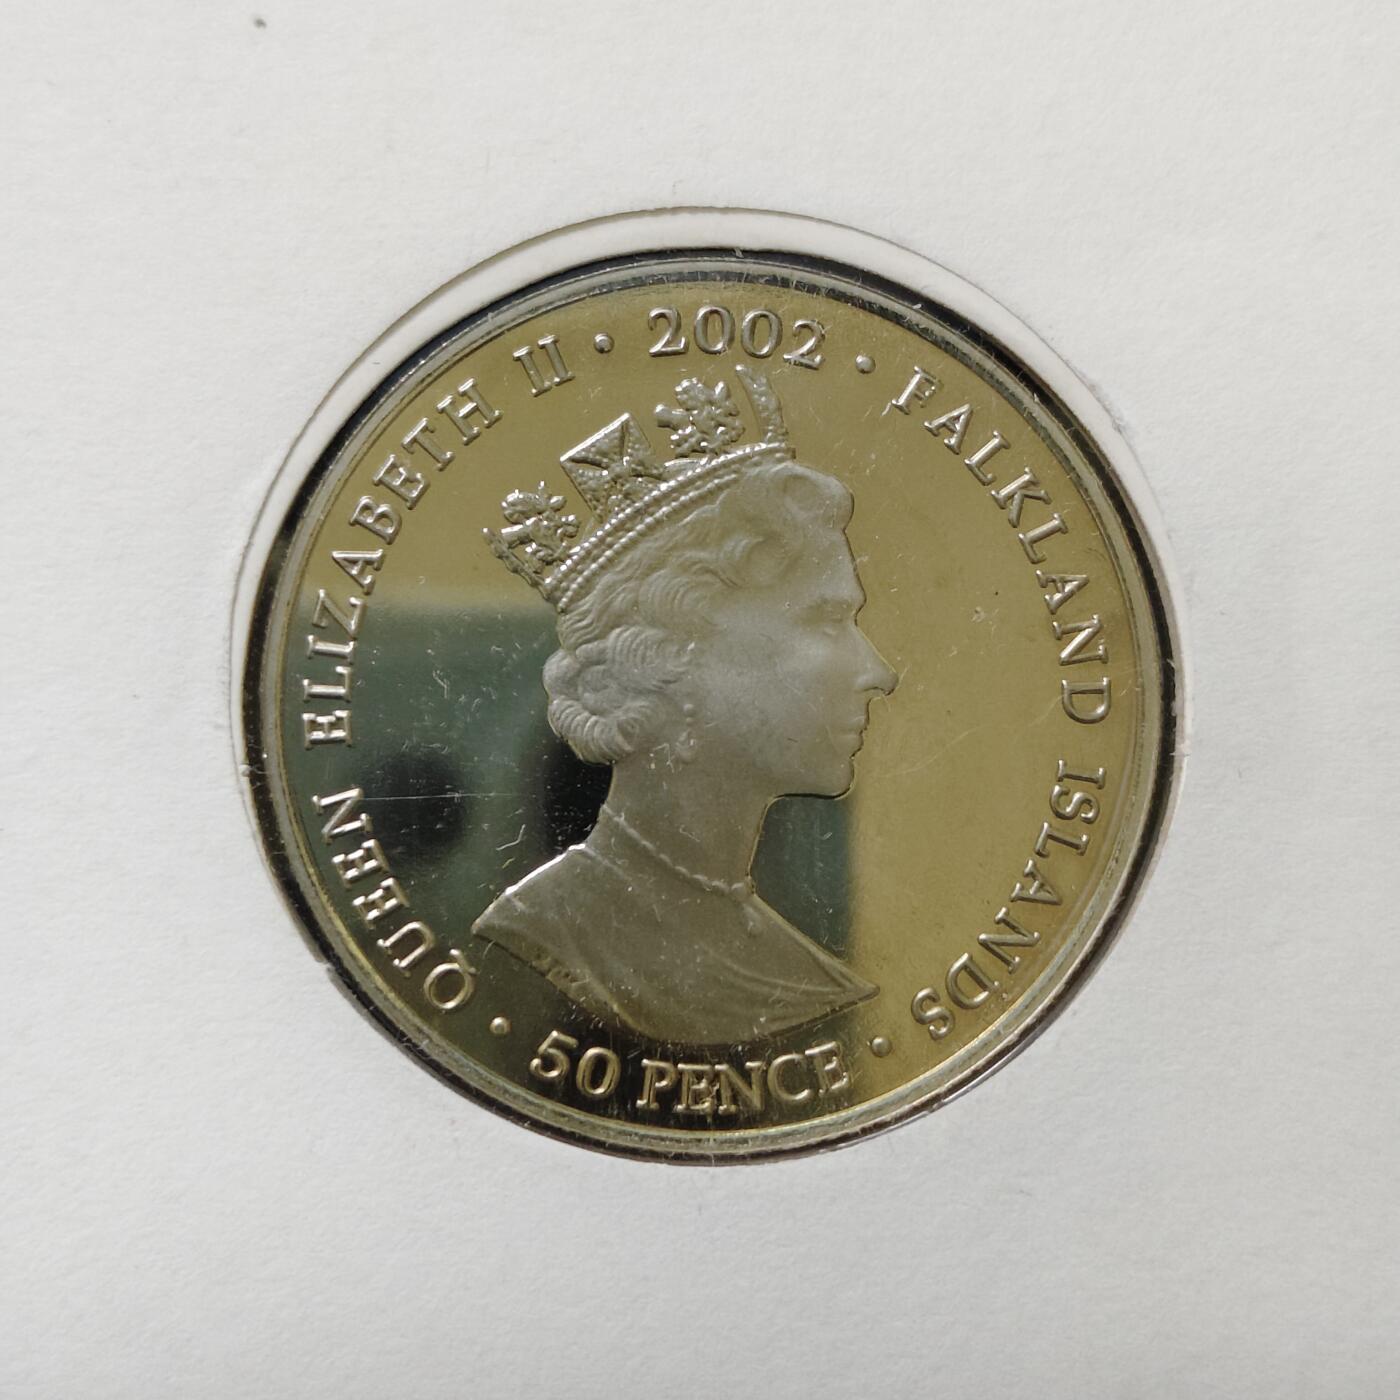 QUEEN ELIZABETH II · 2002 · FALKLAND ISLANDS ·
50 PENCE ·